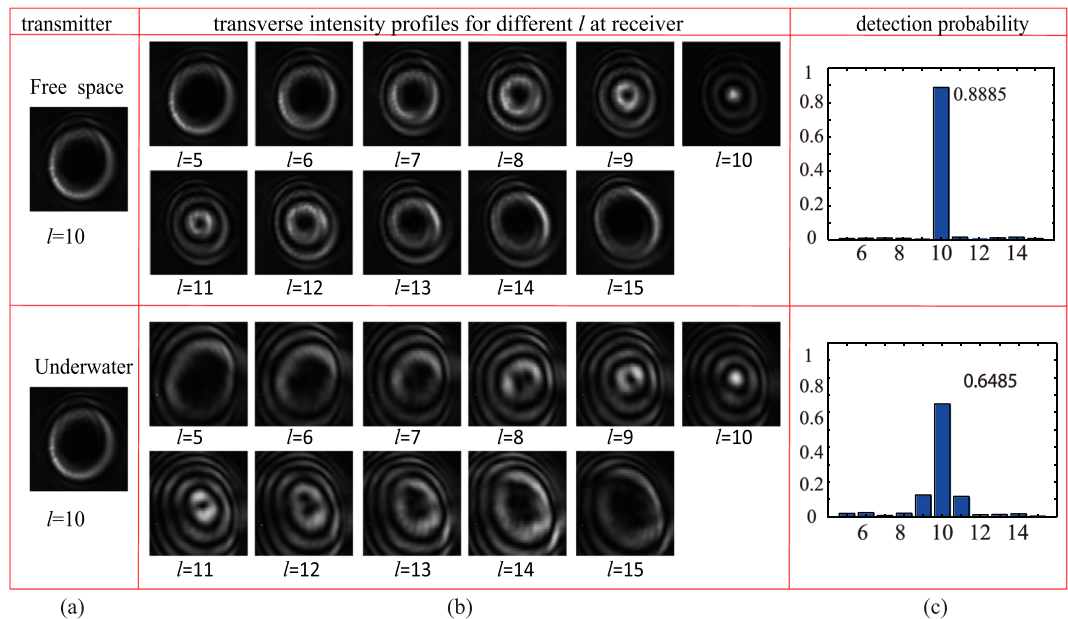 transmitter
transverse intensity profiles for different l at receiver
detection probability
Free space
l=10
l=5 l=6 l=7 l=8 l=9 l=10
l=11 l=12 l=13 l=14 l=15
1
0.8
0.6
0.4
0.2
0
0.8885
6 8 10 12 14
Underwater
l=10
l=5 l=6 l=7 l=8 l=9 l=10
l=11 l=12 l=13 l=14 l=15
1
0.8
0.6
0.4
0.2
0
0.6485
6 8 10 12 14
(a) (b) (c)